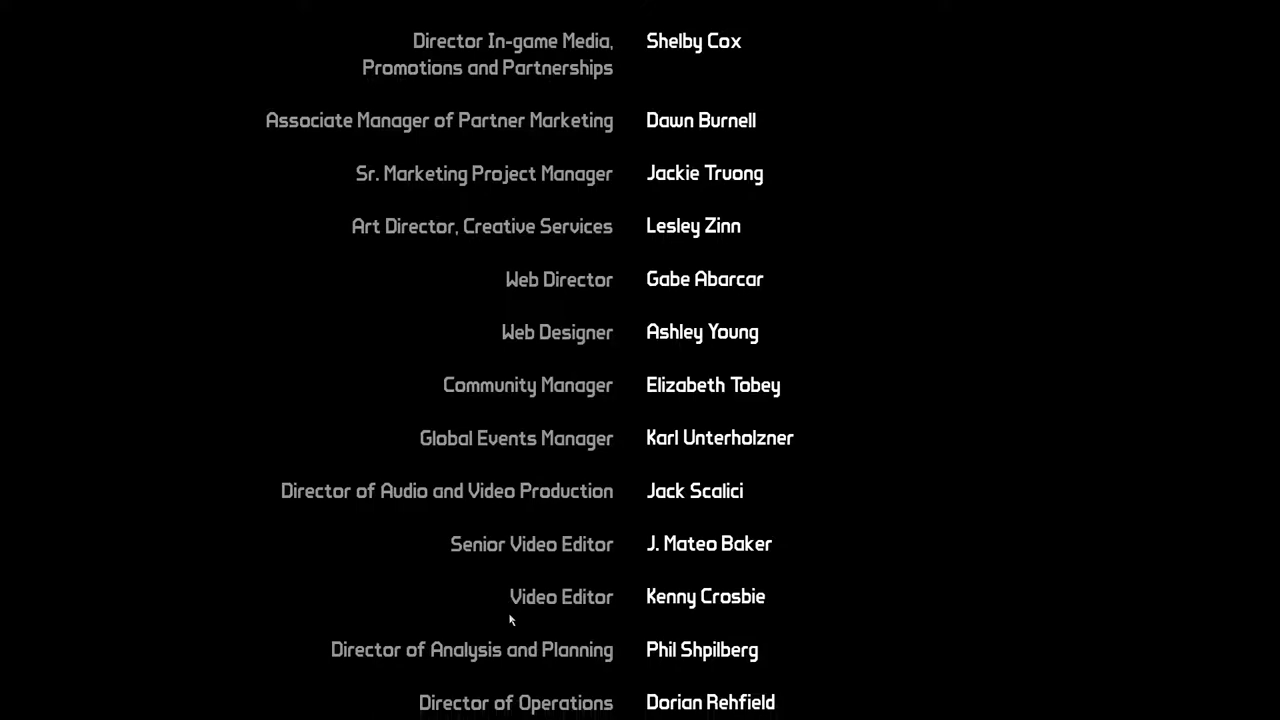 Director In-game Media, Shelby Cox
Promotions and Partnerships
Associate Manager of Partner Marketing Dawn Burnell
Sr. Marketing Project Manager Jackie Truong
Art Director, Creative Services Lesley Zinn
Web Director Gabe Abarcar
Web Designer Ashley Young
Community Manager Elizabeth Tobey
Global Events Manager Karl Unterholzner
Director of Audio and Video Production Jack Scalici
Senior Video Editor J. Mateo Baker
Video Editor Kenny Crosbie
Director of Analysis and Planning Phil Shpilberg
Director of Operations Dorian Rehfield